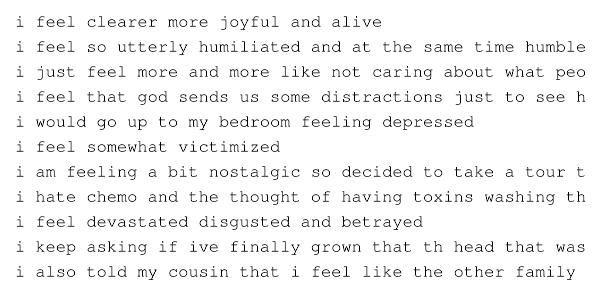 i feel clearer more joyful and alive
i feel so utterly humiliated and at the same time humble
i just feel more and more like not caring about what peo
i feel that god sends us some distractions just to see h
i would go up to my bedroom feeling depressed
i feel somewhat victimized
i am feeling a bit nostalgic so decided to take a tour t
i hate chemo and the thought of having toxins washing th
i feel devastated disgusted and betrayed
i keep asking if ive finally grown that th head that was
i also told my cousin that i feel like the other family